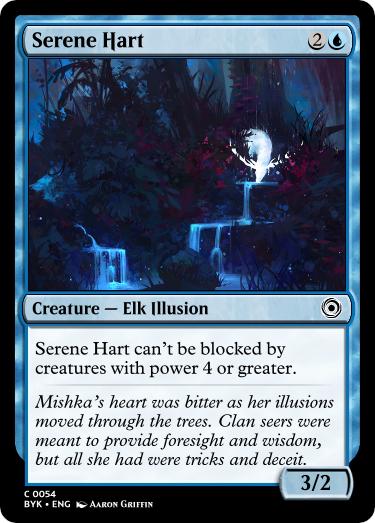 Serene Hart 2
Creature — Elk Illusion
Serene Hart can't be blocked by
creatures with power 4 or greater.
Mishka's heart was bitter as her illusions
moved through the trees. Clan seers were
meant to provide foresight and wisdom,
but all she had were tricks and deceit.
3/2
C 0054
BYK • ENG Aaron Griffin